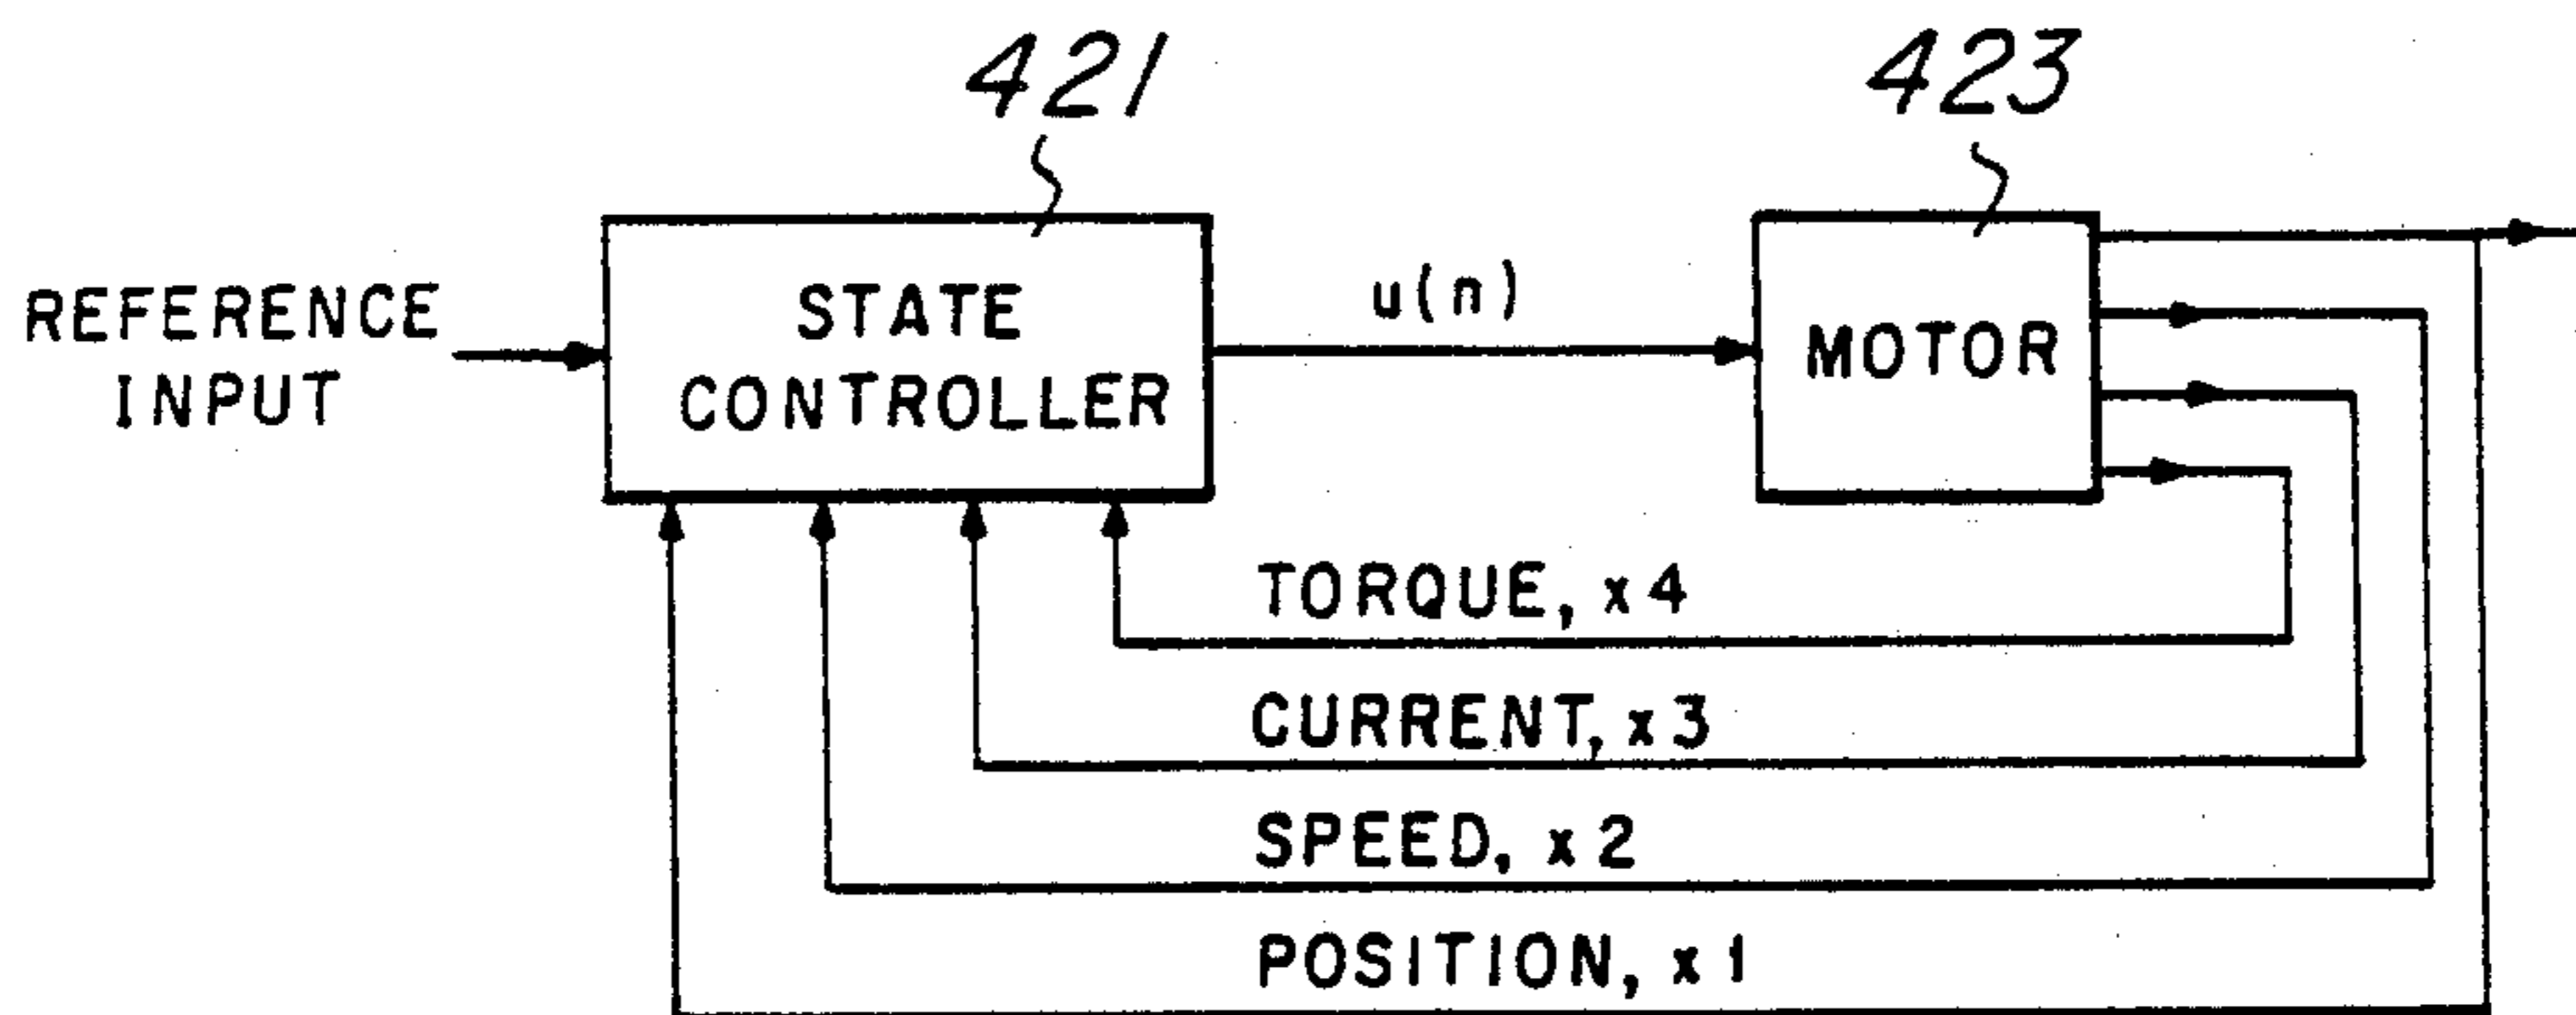 421
423
REFERENCE
INPUT
STATE
CONTROLLER
u(n)
MOTOR
TORQUE, x4
CURRENT, x3
SPEED, x2
POSITION, x1